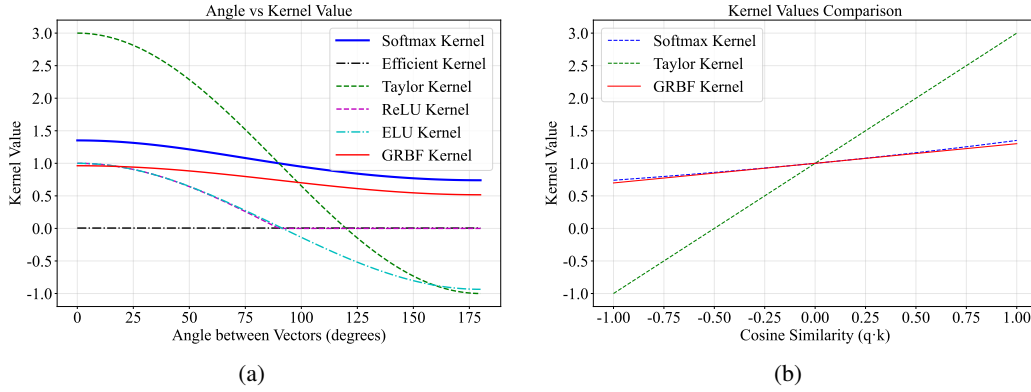 Angle vs Kernel Value
3.0
2.5
2.0
1.5
1.0
0.5
0.0
-0.5
-1.0
Kernel Value
Softmax Kernel
Efficient Kernel
Taylor Kernel
ReLU Kernel
ELU Kernel
GRBF Kernel
0 25 50 75 100 125 150 175
Angle between Vectors (degrees)
(a)
Kernel Values Comparison
3.0
2.5
2.0
1.5
1.0
0.5
0.0
-0.5
-1.0
Kernel Value
Softmax Kernel
Taylor Kernel
GRBF Kernel
-1.00 -0.75 -0.50 -0.25 0.00 0.25 0.50 0.75 1.00
Cosine Similarity (q·k)
(b)